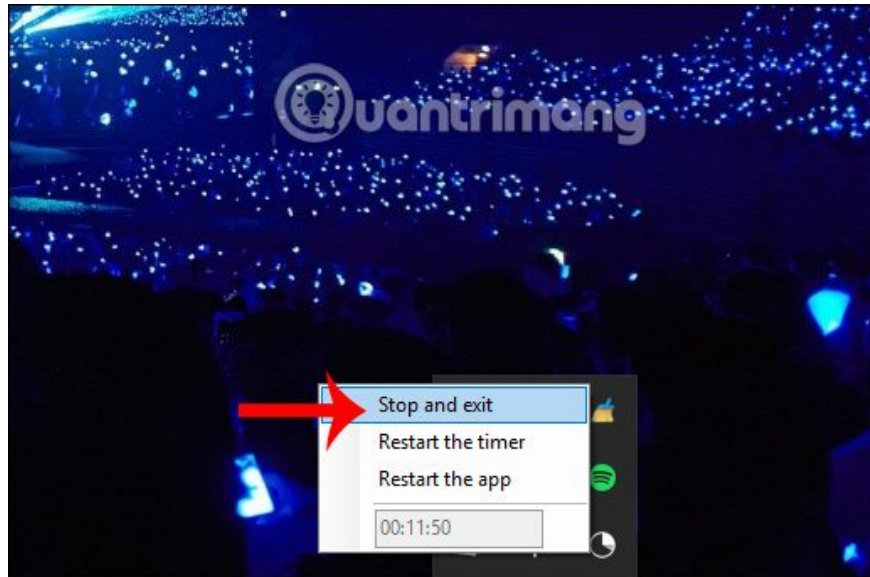 Quantrimang
Stop and exit
Restart the timer
Restart the app
00:11:50